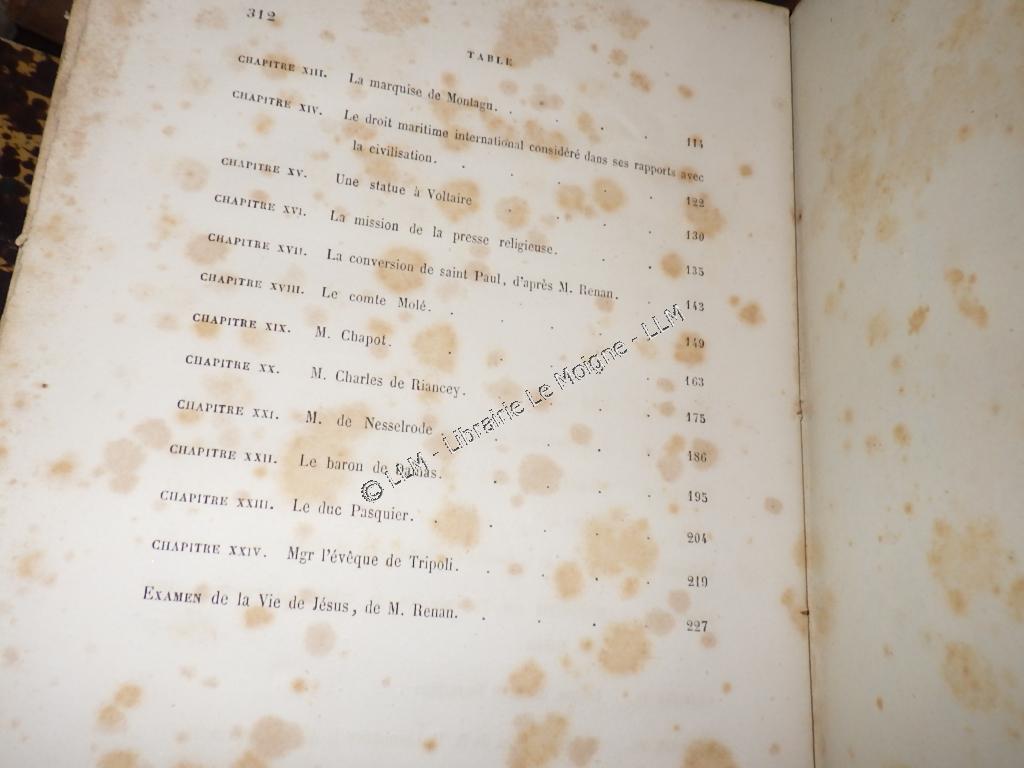 312
TABLE
CHAPITRE XIII. La marquise de Montagu. . . . . 114
CHAPITRE XIV. Le droit maritime international considéré dans ses rapports avec
la civilisation. . . . . 122
CHAPITRE XV. Une statue à Voltaire . . . 130
CHAPITRE XVI. La mission de la presse religieuse. . . 135
CHAPITRE XVII. La conversion de saint Paul, d'après M. Renan. . 143
CHAPITRE XVIII. Le comte Molé. . . . . 149
CHAPITRE XIX. M. Chapot. . . . . 163
CHAPITRE XX. M. Charles de Riancey. . . . 175
CHAPITRE XXI. M. de Nesselrode . . . 186
CHAPITRE XXII. Le baron de . . . 195
CHAPITRE XXIII. Le duc Pasquier. . . . . 204
CHAPITRE XXIV. Mgr l'évêque de Tripoli. . . . 219
EXAMEN de la Vie de Jésus, de M. Renan. . . . 227
© LLM - Librairie Le Moigne - LLM